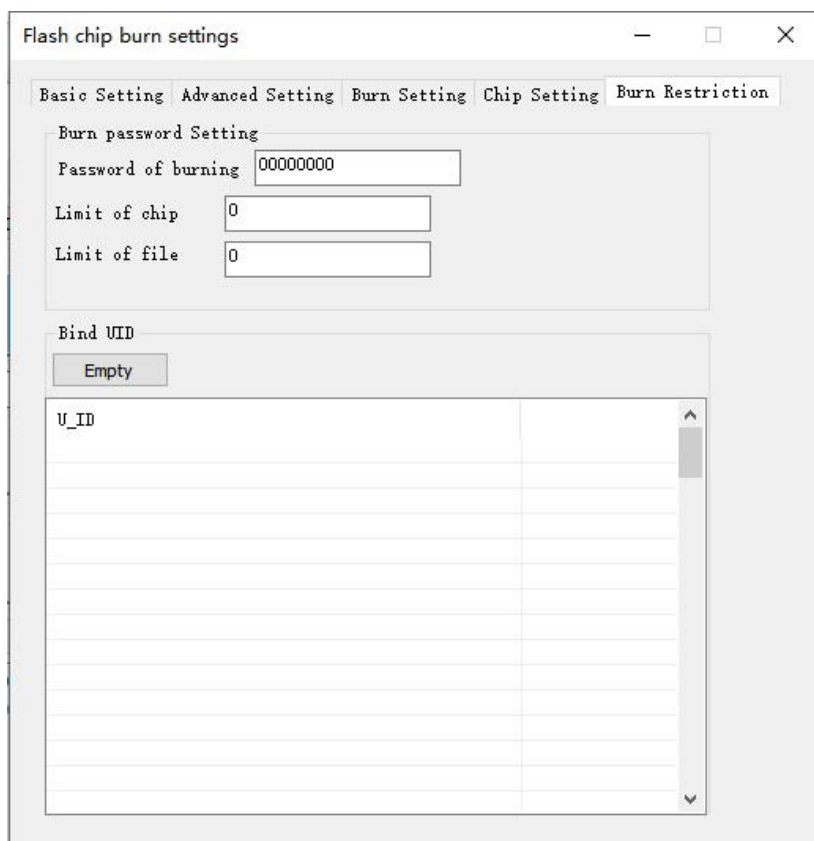 Flash chip burn settings
Basic Setting Advanced Setting Burn Setting Chip Setting Burn Restriction
Burn password Setting
Password of burning 00000000
Limit of chip 0
Limit of file 0
Bind UID
Empty
U_ID